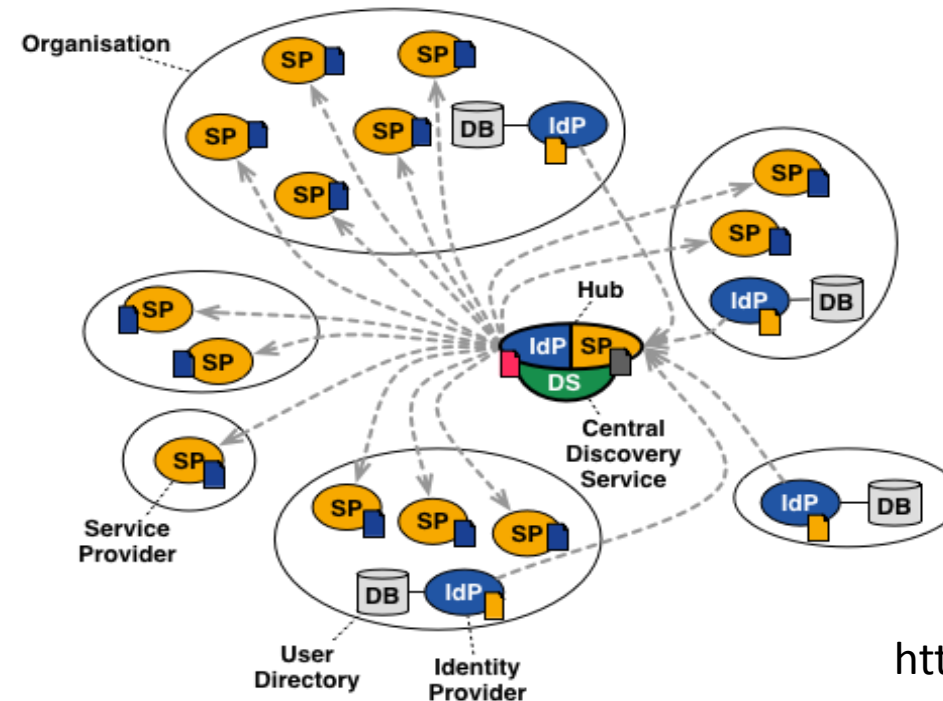 Organisation
SP
SP
SP
SP
DB
IdP
SP
SP
SP
IdP
DB
Hub
IdP
SP
DS
Central
Discovery
Service
SP
SP
SP
Service
Provider
SP
SP
SP
DB
IdP
IdP
DB
User
Directory
Identity
Provider
htt